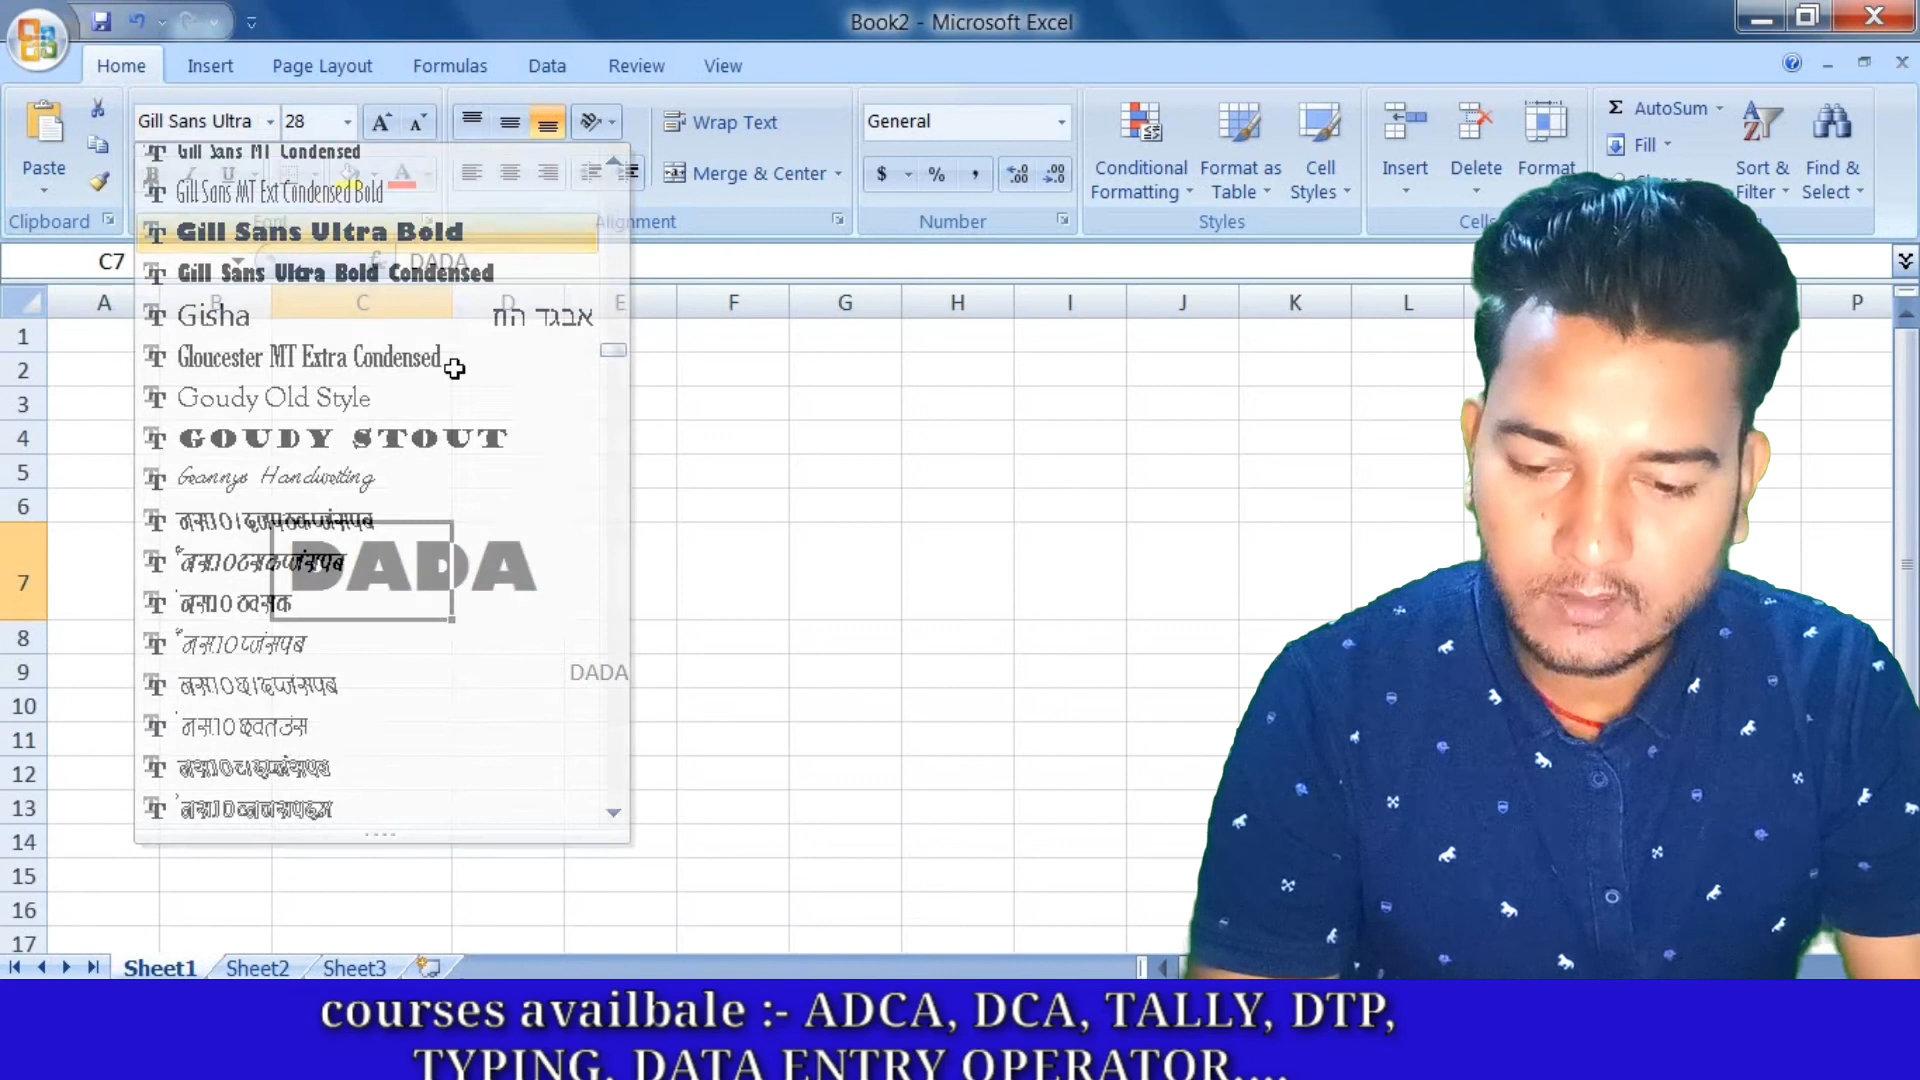 Book2 - Microsoft Excel
Home Insert Page Layout Formulas Data Review View
Gill Sans Ultra 28 Wrap Text General AutoSum
Fill
Paste Merge & Center $ % , Conditional Formatting Format as Table Cell Styles Insert Delete Format Sort & Filter Find & Select
Clipboard Alignment Number Styles Cells
C7 DADA
A B C D E F G H I J K L P
Gill Sans MT Condensed
Gill Sans MT Ext Condensed Bold
Gill Sans Ultra Bold
Gill Sans Ultra Bold Condensed
Gisha אבגד הח
Gloucester MT Extra Condensed
Goudy Old Style
GOUDY STOUT
1
2
3
4
5
6
7 DADA
8
9 DADA
10
11
12
13
14
15
16
17
Sheet1 Sheet2 Sheet3
courses availbale :- ADCA, DCA, TALLY, DTP,
TYPING, DATA ENTRY OPERATOR....